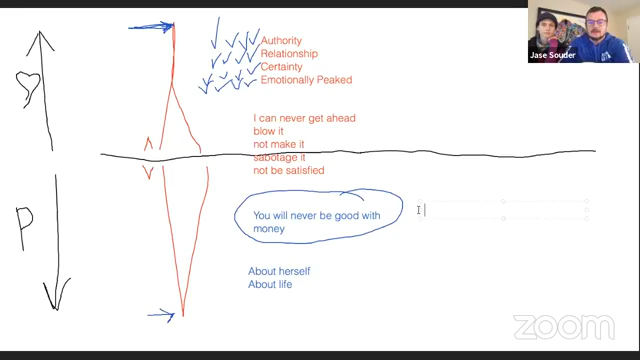 Jase Souder
Authority
Relationship
Certainty
Emotionally Peaked
I can never get ahead
blow it
not make it
sabotage it
not be satisfied
P
You will never be good with
money
About herself
About life
zoom